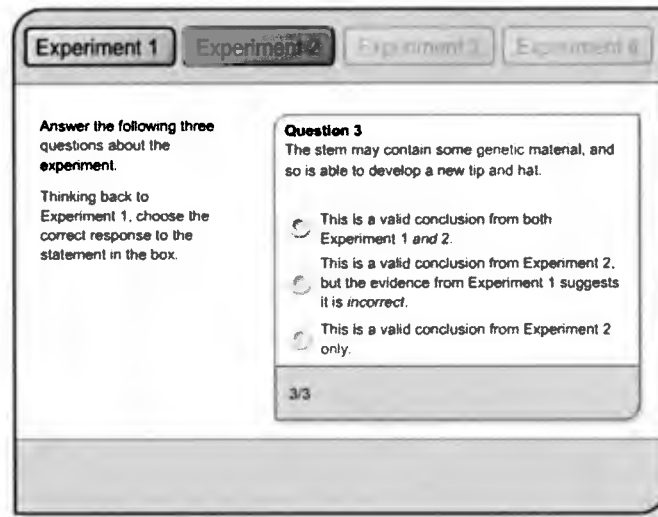 Experiment 1
Experiment 2
Experiment 3
Experiment 4
Answer the following three
questions about the
experiment.
Thinking back to
Experiment 1, choose the
correct response to the
statement in the box.
Question 3
The stem may contain some genetic material, and
so is able to develop a new tip and hat.
This is a valid conclusion from both
Experiment 1 and 2.
This is a valid conclusion from Experiment 2,
but the evidence from Experiment 1 suggests
it is incorrect.
This is a valid conclusion from Experiment 2
only.
3/3